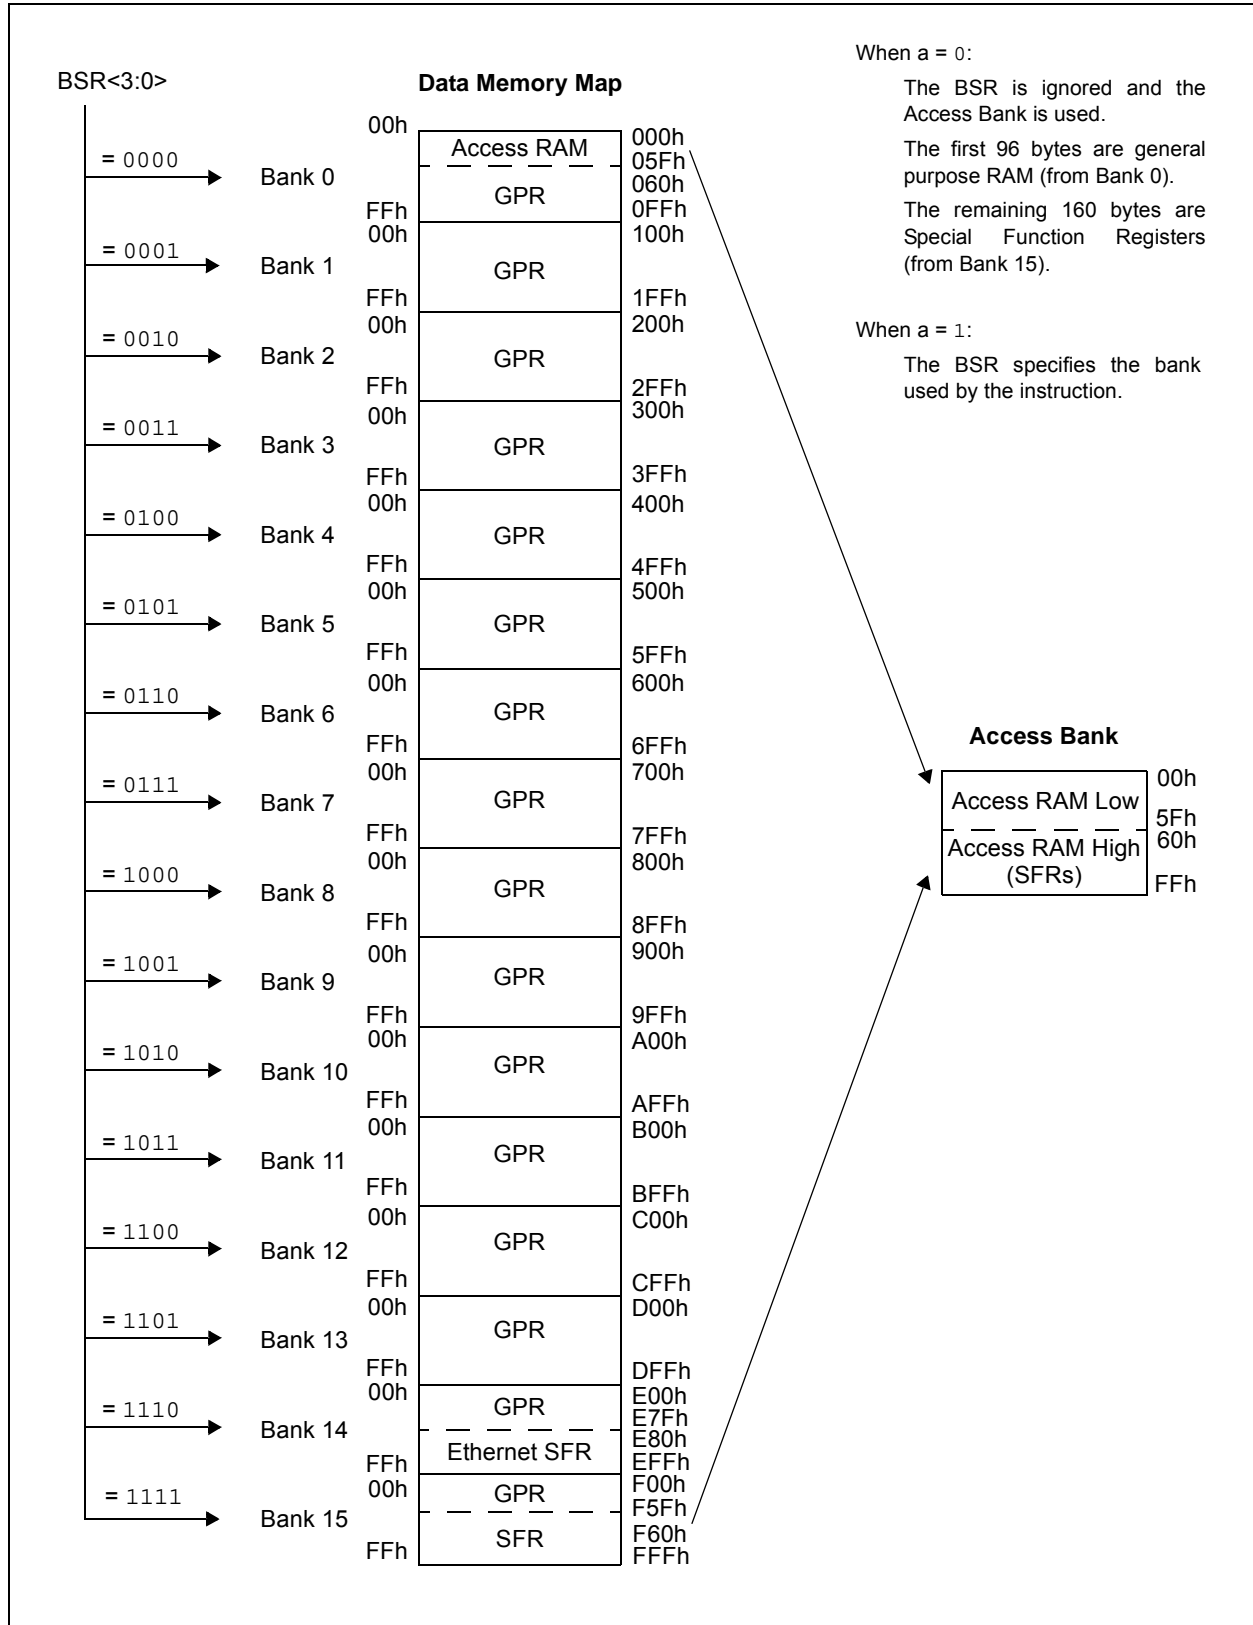 BSR<3:0>
Data Memory Map
When a = 0:
The BSR is ignored and the
Access Bank is used.
The first 96 bytes are general
purpose RAM (from Bank 0).
The remaining 160 bytes are
Special Function Registers
(from Bank 15).
When a = 1:
The BSR specifies the bank
used by the instruction.
= 0000
Bank 0
00h
FFh
Access RAM
GPR
000h
05Fh
060h
0FFh
= 0001
Bank 1
00h
FFh
GPR
100h
1FFh
= 0010
Bank 2
00h
FFh
GPR
200h
2FFh
= 0011
Bank 3
00h
FFh
GPR
300h
3FFh
= 0100
Bank 4
00h
FFh
GPR
400h
4FFh
= 0101
Bank 5
00h
FFh
GPR
500h
5FFh
= 0110
Bank 6
00h
FFh
GPR
600h
6FFh
= 0111
Bank 7
00h
FFh
GPR
700h
7FFh
= 1000
Bank 8
00h
FFh
GPR
800h
8FFh
= 1001
Bank 9
00h
FFh
GPR
900h
9FFh
= 1010
Bank 10
00h
FFh
GPR
A00h
AFFh
= 1011
Bank 11
00h
FFh
GPR
B00h
BFFh
= 1100
Bank 12
00h
FFh
GPR
C00h
CFFh
= 1101
Bank 13
00h
FFh
GPR
D00h
DFFh
= 1110
Bank 14
00h
FFh
GPR
Ethernet SFR
E00h
E7Fh
E80h
EFFh
= 1111
Bank 15
00h
FFh
GPR
SFR
F00h
F5Fh
F60h
FFFh
Access Bank
Access RAM Low
Access RAM High
(SFRs)
00h
5Fh
60h
FFh